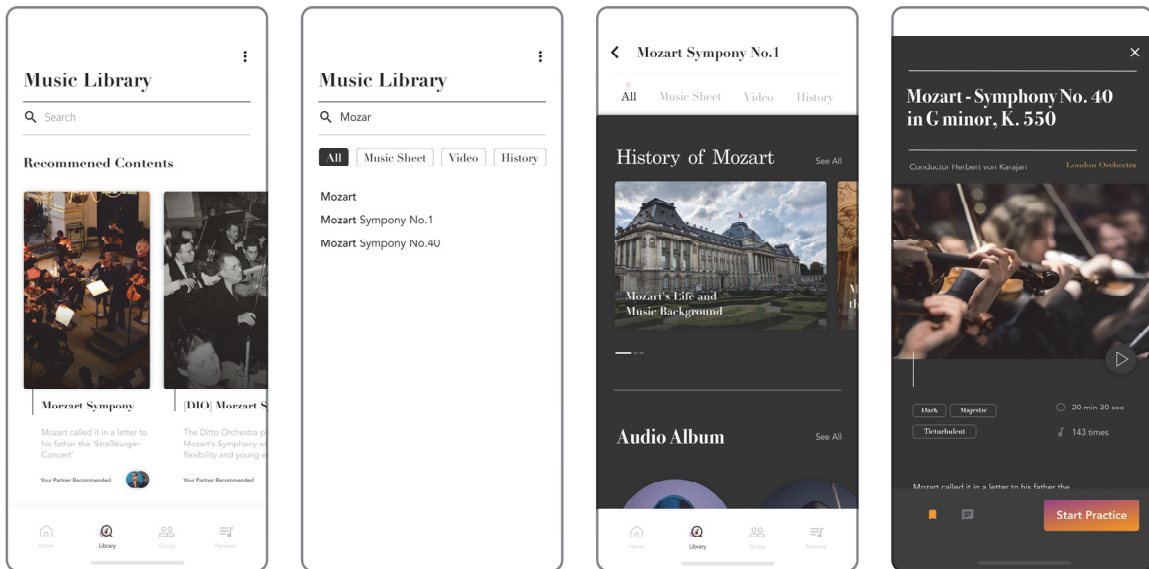 Music Library
Search
Recommened Contents
Morzart Sympony
Mozart called it in a letter to
his father the 'Straßburger-
Concert'
Your Partner Recommended
[DIO] Morzart S
The Ditto Orchestra pl
Mozart's Symphony w
flexibility and young e
Your Partner Recommended
Home
Library
Group
Personal
Music Library
Mozar
All
Music Sheet
Video
History
Mozart
Mozart Sympony No.1
Mozart Sympony No.40
Mozart Sympony No.1
All
Music Sheet
Video
History
History of Mozart
See All
Mozart's Life and
Music Background
Audio Album
See All
Home
Library
Group
Personal
Mozart - Symphony No. 40
in G minor, K. 550
Conductor Herbert von Karajan
London Orchestra
Dark
Majestic
20 min 20 sec
Ticturbulent
143 times
Mozart called it in a letter to his father the
Start Practice